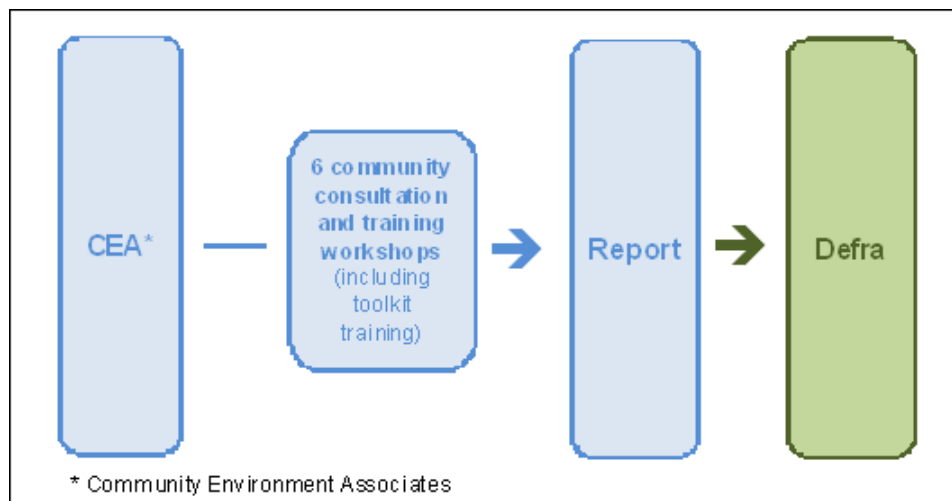 CEA*
6 community
consultation
and training
workshops
(including
toolkit
training)
Report
Defra
* Community Environment Associates